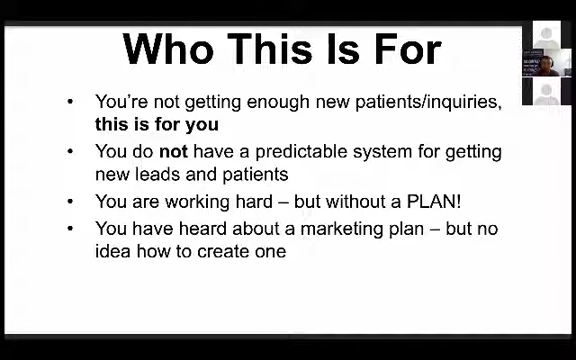 Who This Is For
• You're not getting enough new patients/inquiries,
this is for you
• You do not have a predictable system for getting
new leads and patients
• You are working hard – but without a PLAN!
• You have heard about a marketing plan – but no
idea how to create one